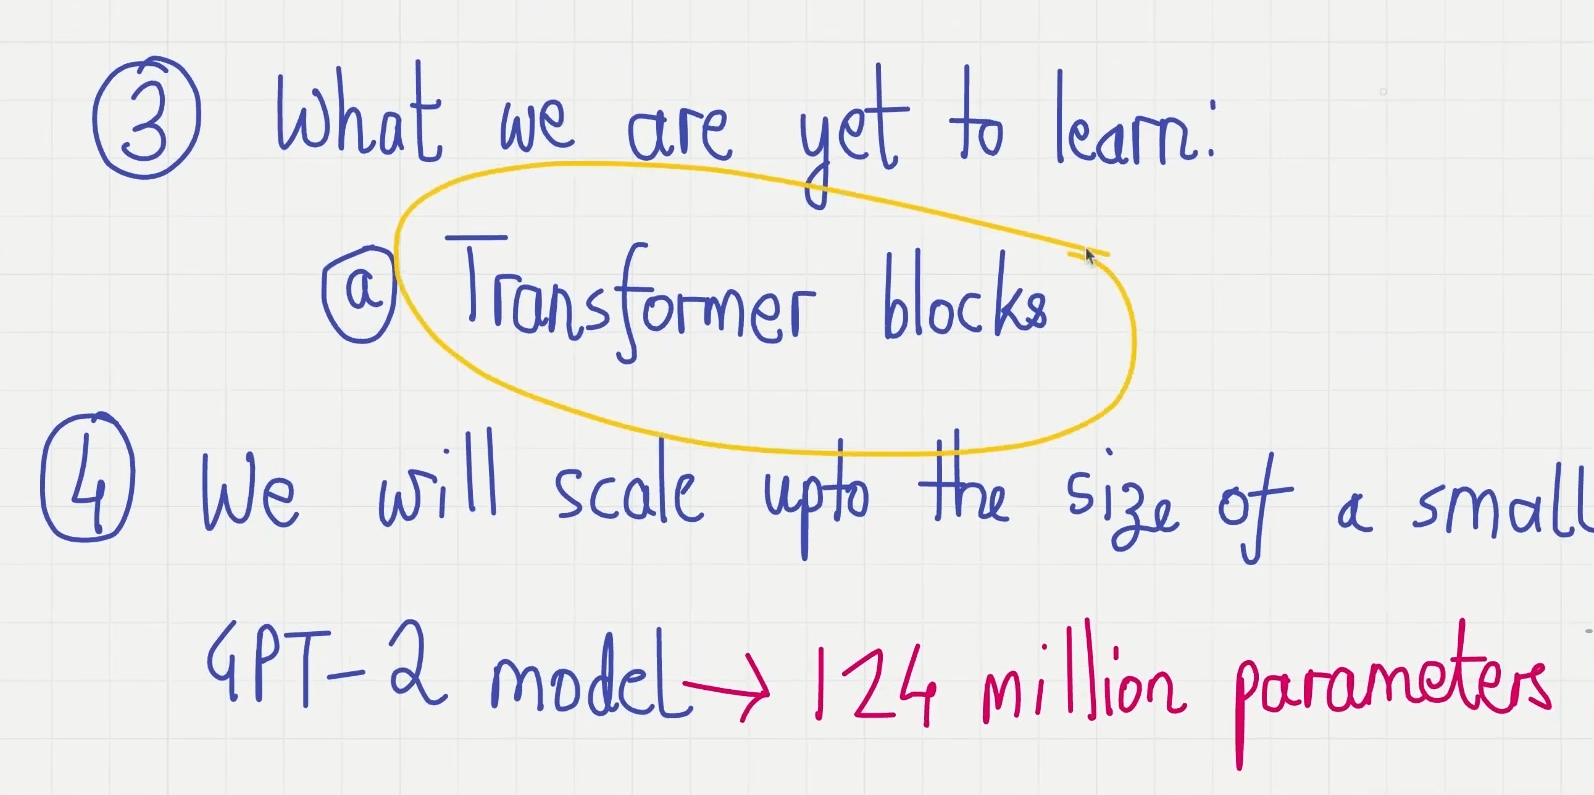 3 What we are yet to learn:
a Transformer blocks
4 We will scale upto the size of a small
GPT-2 model → 124 million parameters